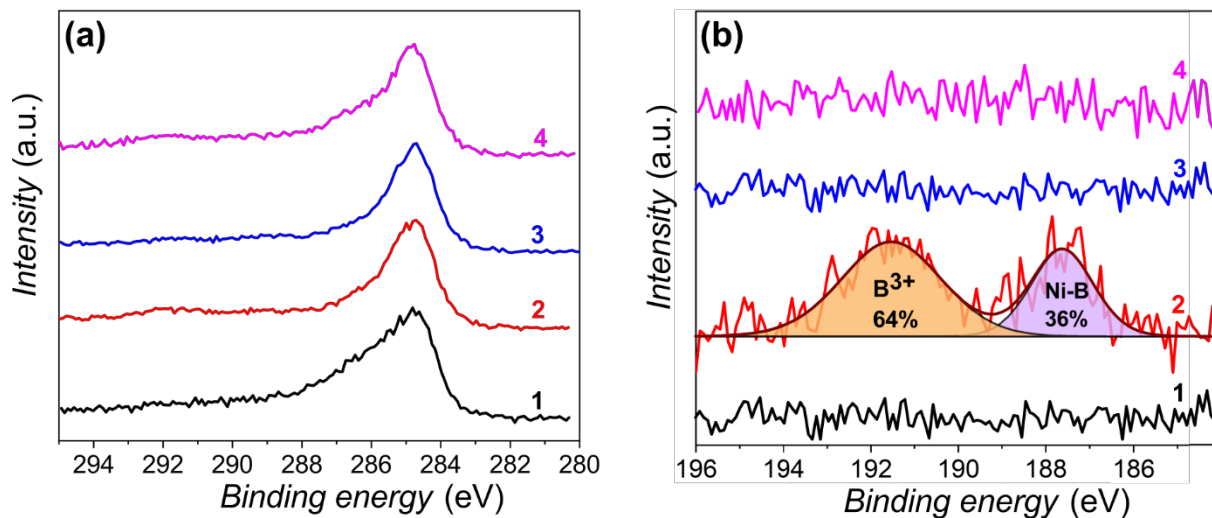 (a)
4
3
2
1
Intensity (a.u.)
294 292 290 288 286 284 282 280
Binding energy (eV)
(b)
4
3
B3+
64%
Ni-B
36%
2
1
Intensity (a.u.)
196 194 192 190 188 186
Binding energy (eV)